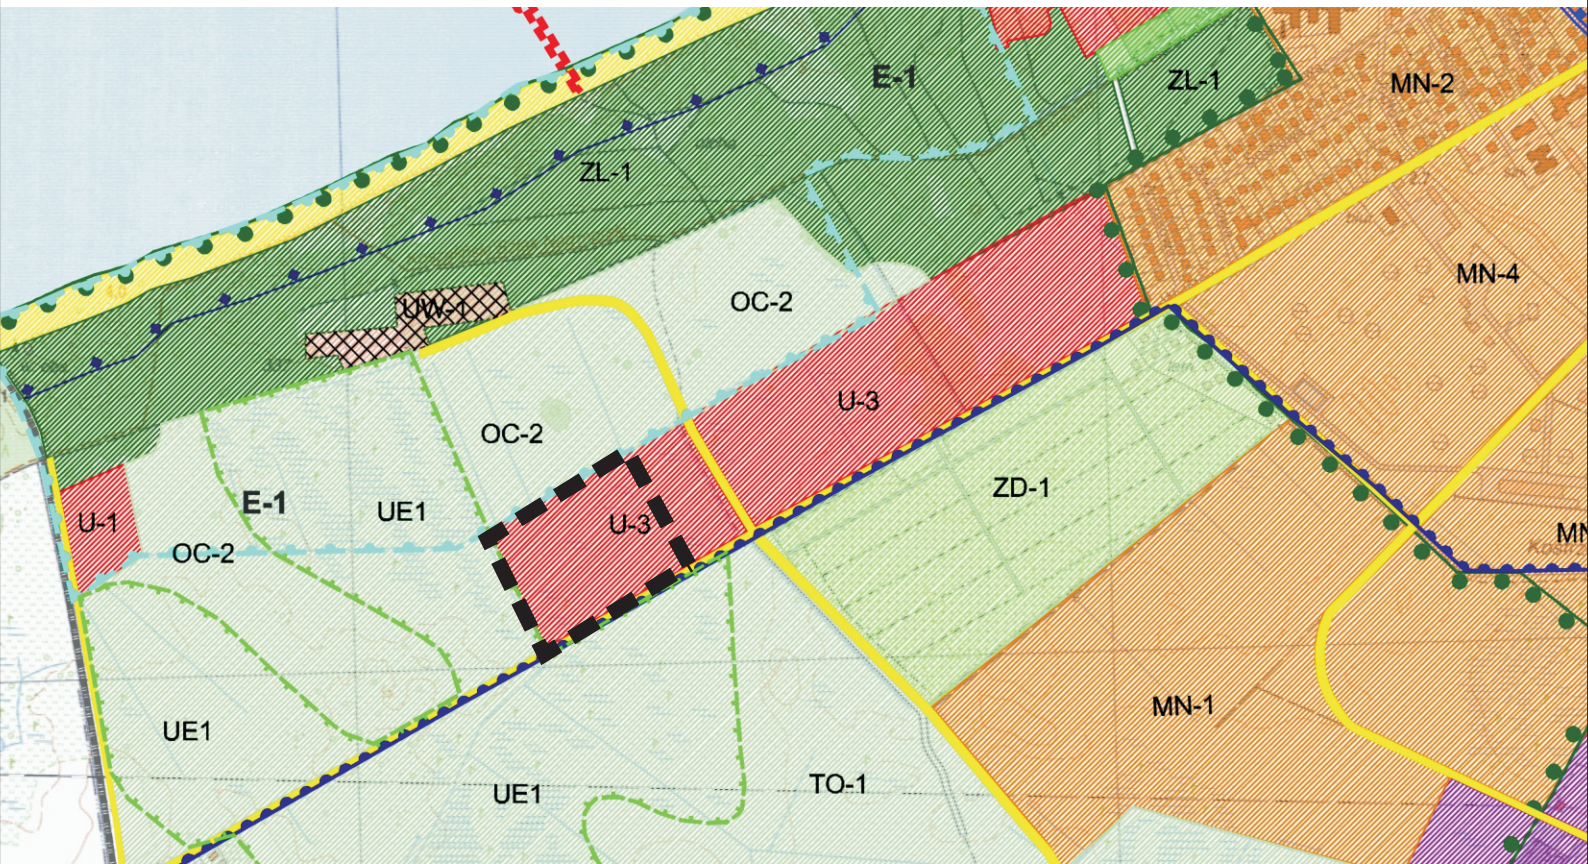 E-1
ZL-1
MN-2
ZL-1
MN-4
UW-1
OC-2
U-3
OC-2
ZD-1
E-1
UE1
U-1
U-3
OC-2
MN-1
UE1
TO-1
UE1